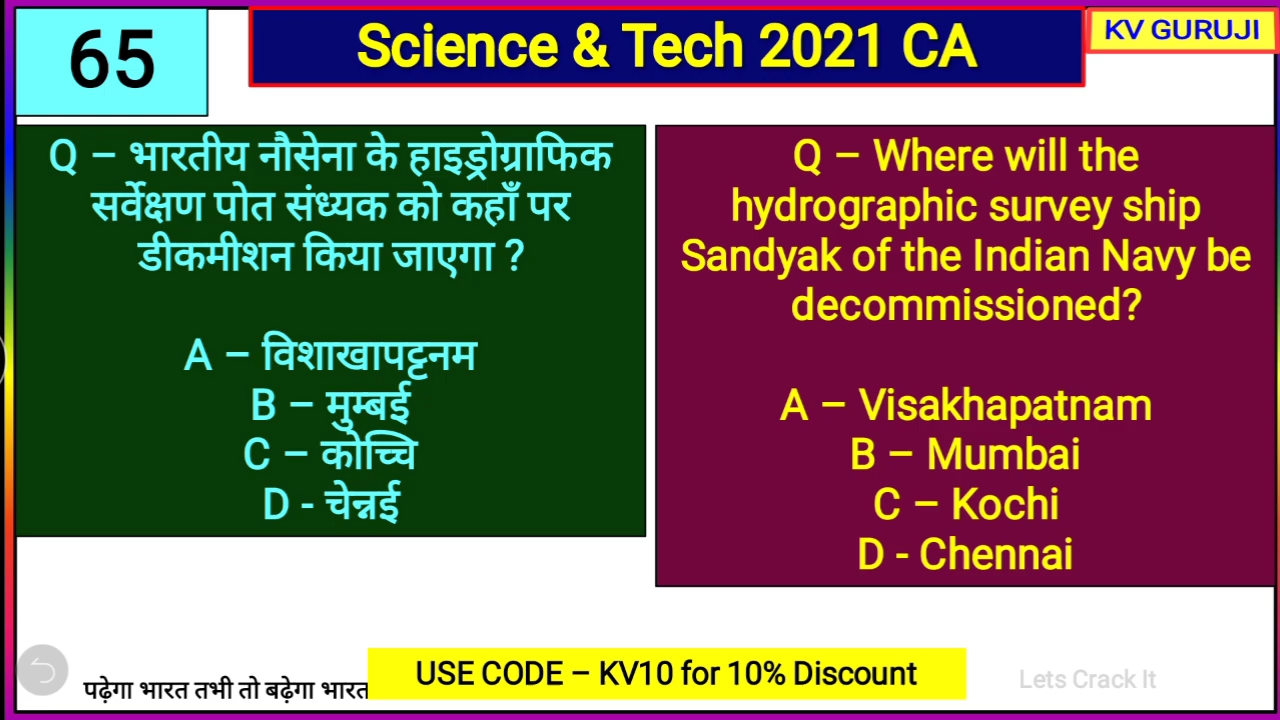 65
Science & Tech 2021 CA
KV GURUJI
Q – भारतीय नौसेना के हाइड्रोग्राफिक
सर्वेक्षण पोत संध्यक को कहाँ पर
डीकमीशन किया जाएगा ?
A – विशाखापट्टनम
B – मुम्बई
C – कोच्चि
D - चेन्नई
Q – Where will the
hydrographic survey ship
Sandyak of the Indian Navy be
decommissioned?
A – Visakhapatnam
B – Mumbai
C – Kochi
D - Chennai
पढ़ेगा भारत तभी तो बढ़ेगा भारत
USE CODE – KV10 for 10% Discount
Lets Crack It